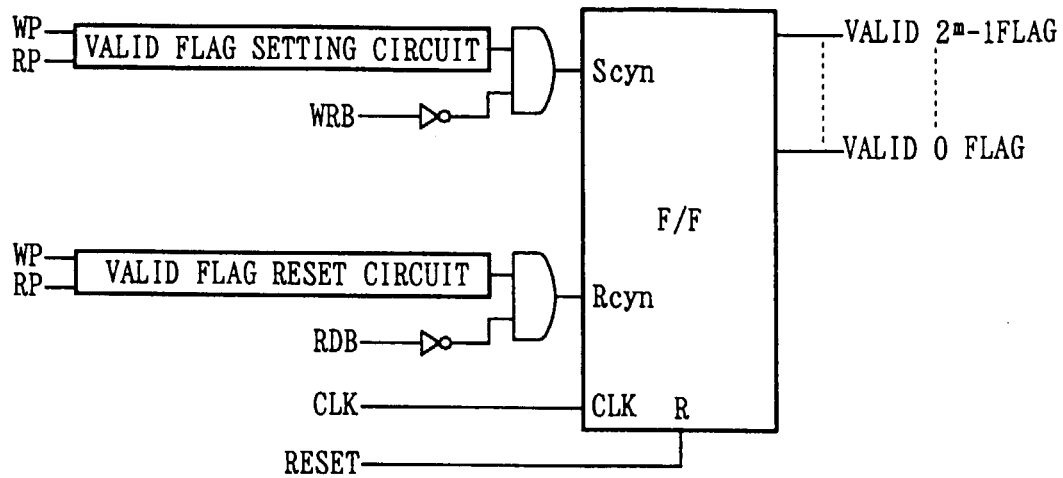 WP
RP
VALID FLAG SETTING CIRCUIT
WRB
Scyn
VALID 2ᵐ-1FLAG
VALID 0 FLAG
F/F
WP
RP
VALID FLAG RESET CIRCUIT
RDB
Rcyn
CLK
CLK
R
RESET